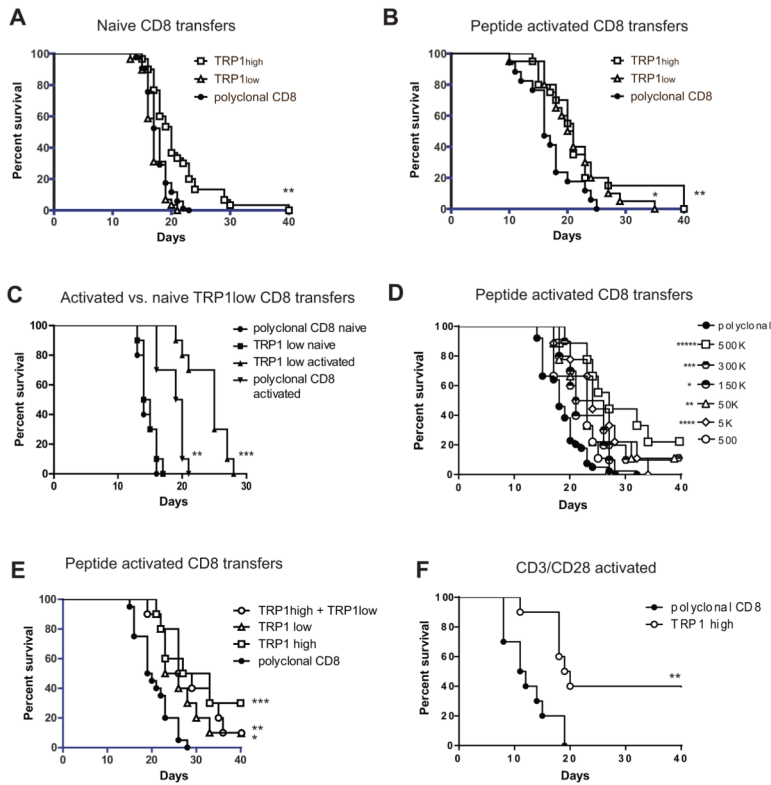 A
Naive CD8 transfers
Percent survival
100
80
60
40
20
0
0
10
20
30
40
Days
TRP1high
TRP1low
polyclonal CD8
**
B
Peptide activated CD8 transfers
Percent survival
100
80
60
40
20
0
0
10
20
30
40
Days
TRP1high
TRP1low
polyclonal CD8
*
**
C
Activated vs. naive TRP1low CD8 transfers
Percent survival
100
80
60
40
20
0
0
10
20
30
Days
polyclonal CD8 naive
TRP1 low naive
TRP1 low activated
polyclonal CD8
activated
**
***
D
Peptide activated CD8 transfers
Percent survival
100
80
60
40
20
0
0
10
20
30
40
Days
polyclonal
***** 500K
*** 300K
* 150K
** 50K
**** 5K
500
E
Peptide activated CD8 transfers
Percent survival
100
80
60
40
20
0
0
10
20
30
40
Days
TRP1high + TRP1low
TRP1 low
TRP1 high
polyclonal CD8
***
**
*
F
CD3/CD28 activated
Percent survival
100
80
60
40
20
0
0
10
20
30
40
Days
polyclonal CD8
TRP1 high
**